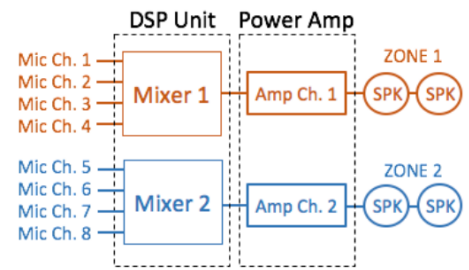 DSP Unit Power Amp
Mic Ch. 1
Mic Ch. 2
Mic Ch. 3
Mic Ch. 4
Mixer 1
Amp Ch. 1
ZONE 1
SPK SPK
Mic Ch. 5
Mic Ch. 6
Mic Ch. 7
Mic Ch. 8
Mixer 2
Amp Ch. 2
ZONE 2
SPK SPK